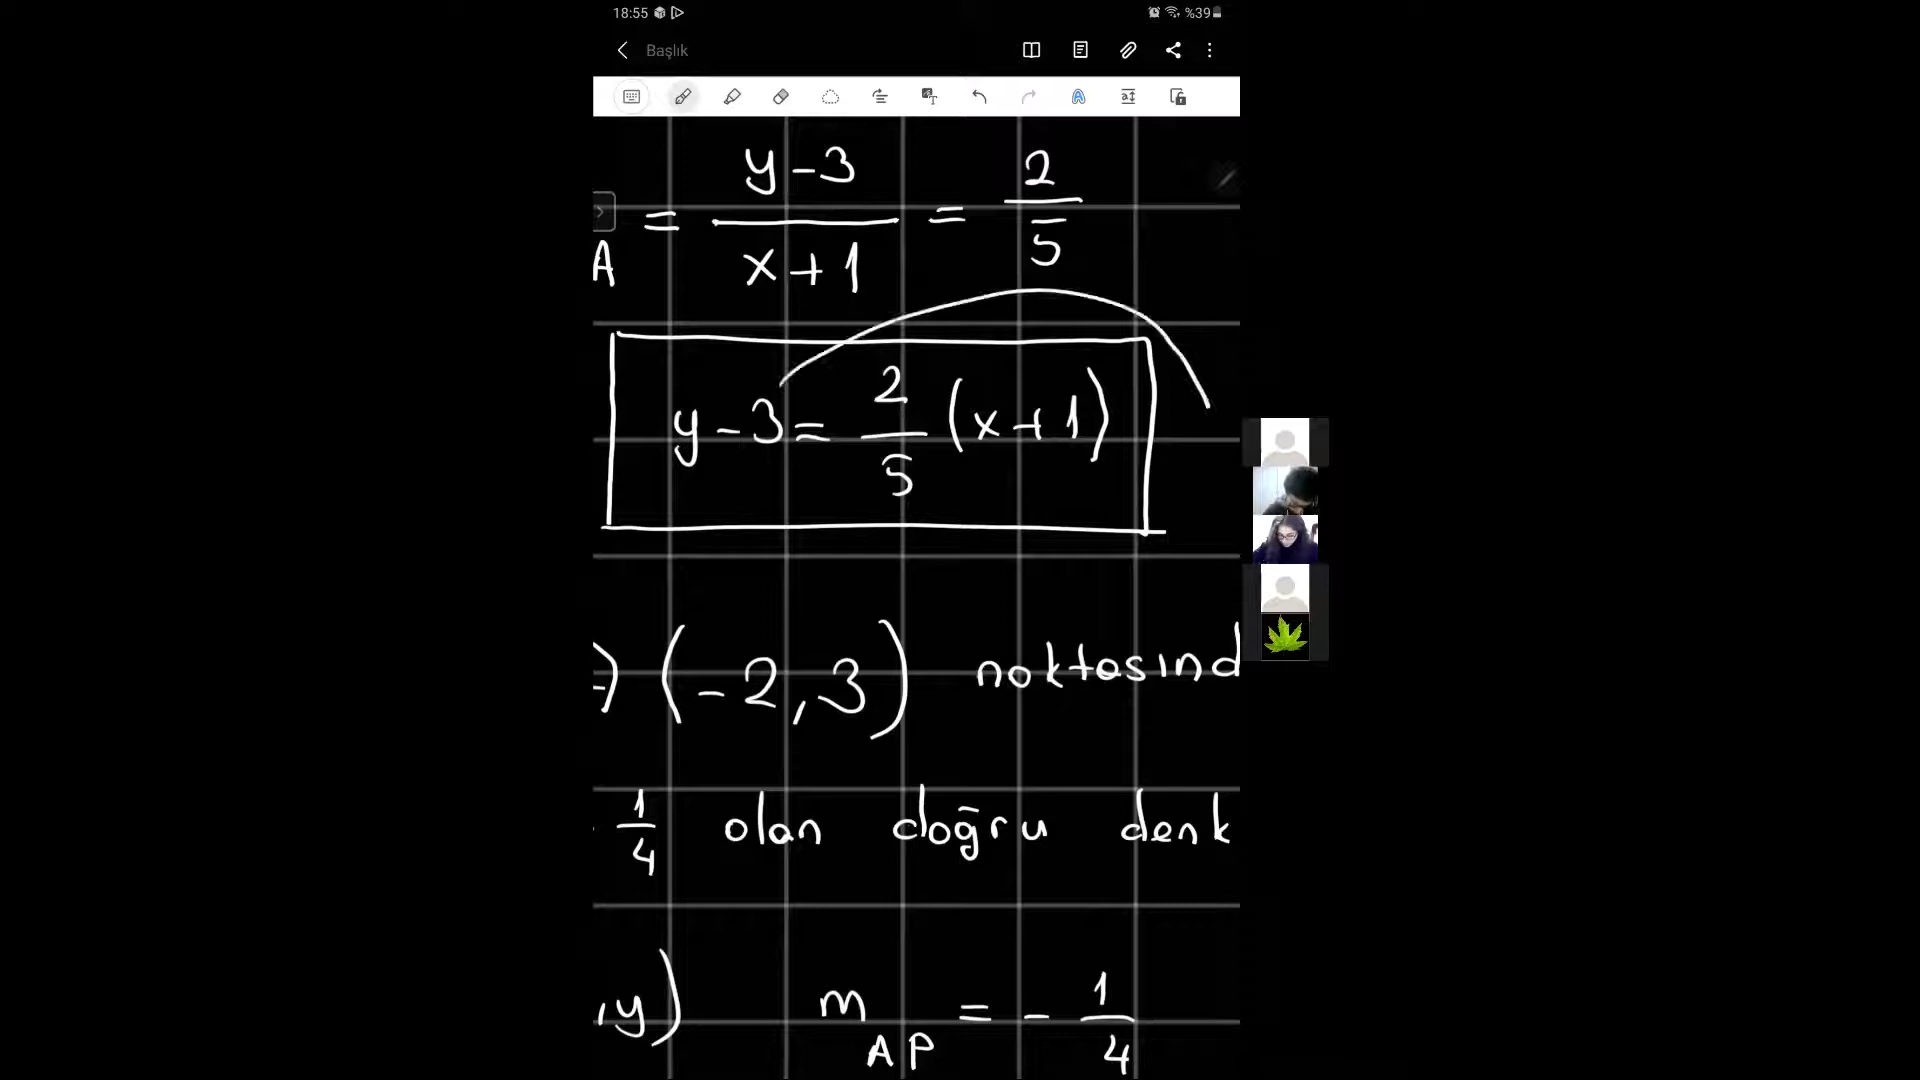 18:55 %39
Başlık
A = y-3 / x+1 = 2/5
y-3 = 2/5 (x+1)
(-2,3) noktasınd
1/4 olan doğru denk
,y) m AP = - 1/4